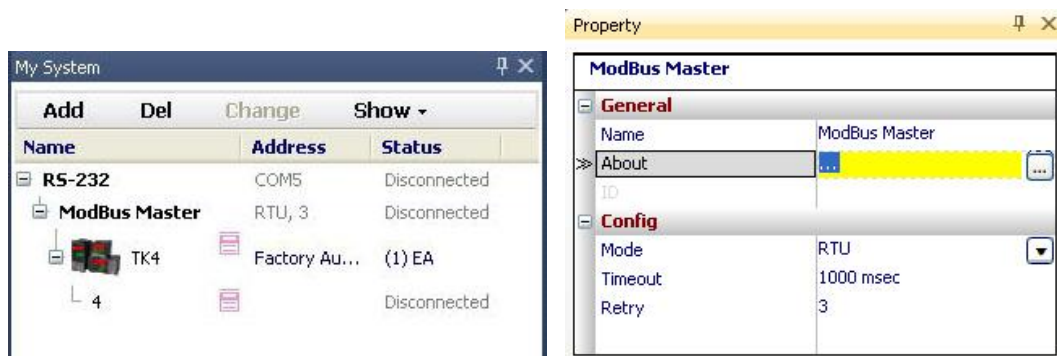 My System
Add Del Change Show
Name Address Status
RS-232 COM5 Disconnected
ModBus Master RTU, 3 Disconnected
TK4 Factory Au... (1) EA
4 Disconnected
Property
ModBus Master
General
Name ModBus Master
About ... ...
ID
Config
Mode RTU
Timeout 1000 msec
Retry 3